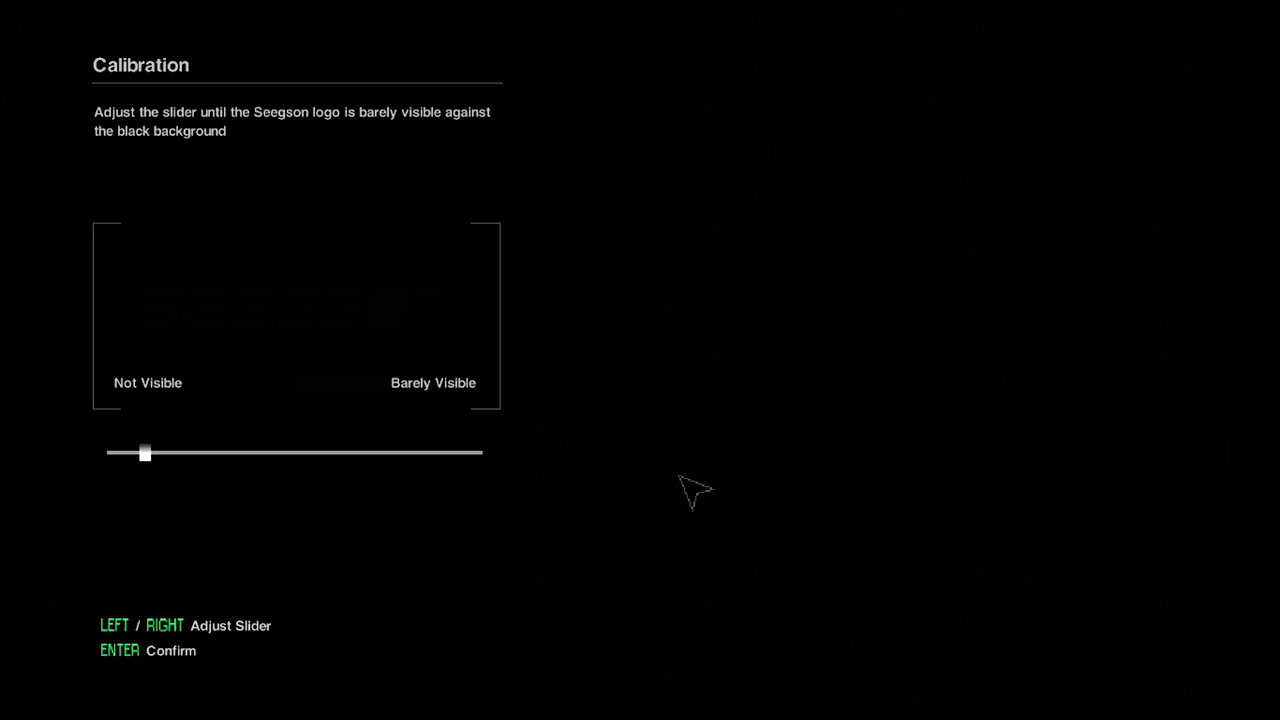 Calibration
Adjust the slider until the Seegson logo is barely visible against
the black background
Not Visible
Barely Visible
LEFT / RIGHT Adjust Slider
ENTER Confirm